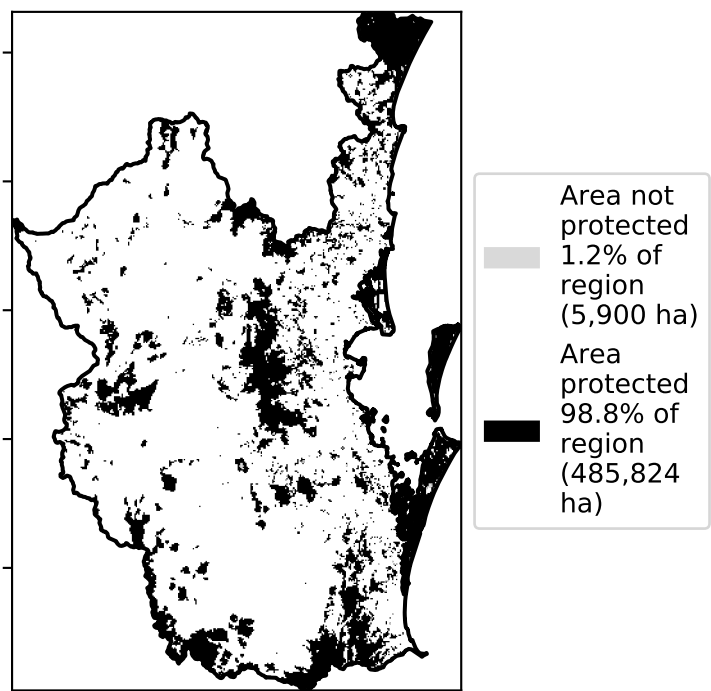 Area not
protected
1.2% of
region
(5,900 ha)
Area
protected
98.8% of
region
(485,824
ha)